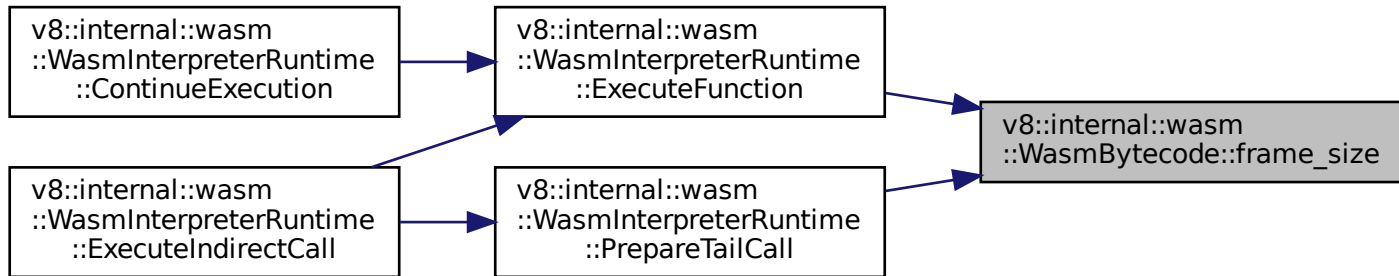 v8::internal::wasm
::WasmInterpreterRuntime
::ContinueExecution
v8::internal::wasm
::WasmInterpreterRuntime
::ExecuteFunction
v8::internal::wasm
::WasmBytecode::frame_size
v8::internal::wasm
::WasmInterpreterRuntime
::ExecuteIndirectCall
v8::internal::wasm
::WasmInterpreterRuntime
::PrepareTailCall